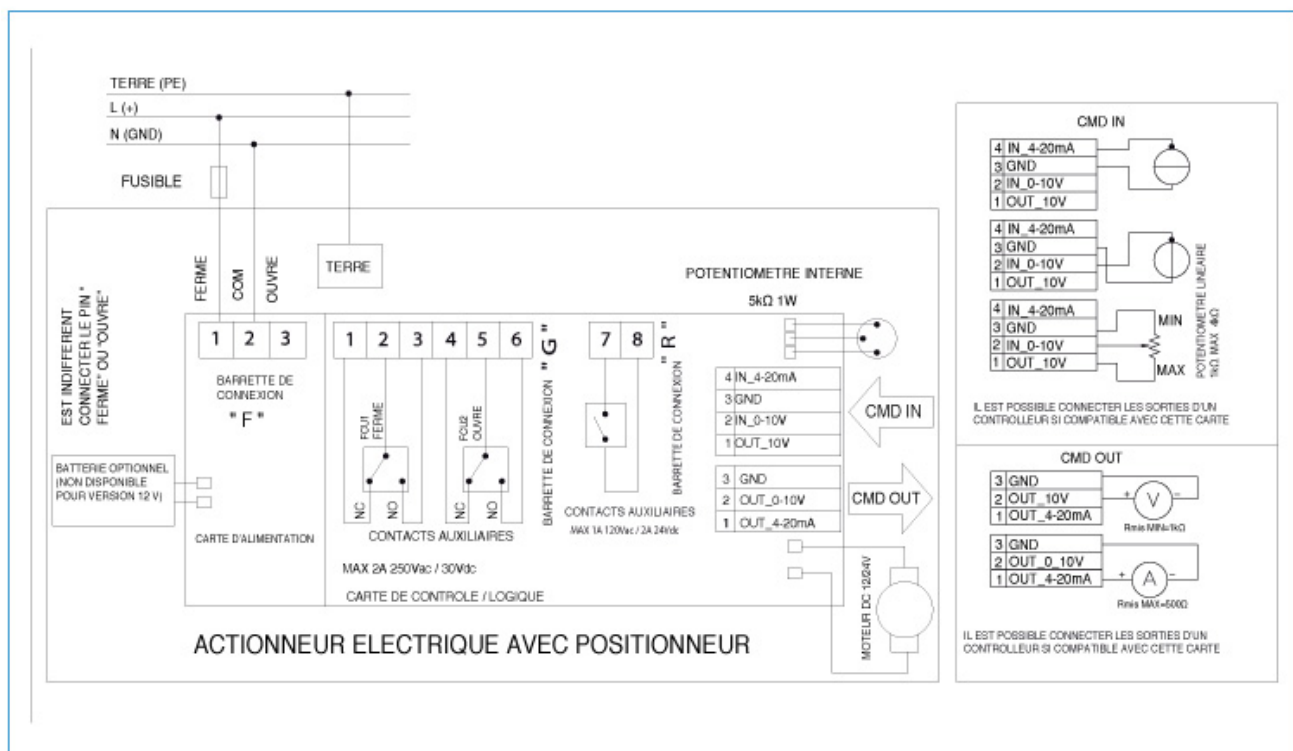 TERRE (PE)
L (+)
N (GND)
FUSIBLE
EST INDIFFERENT
CONNECTER LE PIN "
FERME" OU "OUVRE"
FERME
COM
OUVRE
TERRE
1 2 3
BARRETTE DE
CONNEXION
" F "
BATTERIE OPTIONNEL
(NON DISPONIBLE
POUR VERSION 12 V)
CARTE D'ALIMENTATION
1 2 3 4 5 6
BARRETTE DE CONNEXION "G"
FCU1
FERME
FCU2
OUVRE
NC
NO
NC
NO
CONTACTS AUXILIAIRES
MAX 2A 250Vac / 30Vdc
CARTE DE CONTROLE / LOGIQUE
7 8
BARRETTE DE CONNEXION "R"
CONTACTS AUXILIAIRES
MAX 1A 120Vac / 2A 24Vdc
POTENTIOMETRE INTERNE
5kΩ 1W
4 IN_4-20mA
3 GND
2 IN_0-10V
1 OUT_10V
CMD IN
3 GND
2 OUT_0-10V
1 OUT_4-20mA
CMD OUT
MOTEUR DC 12/24V
ACTIONNEUR ELECTRIQUE AVEC POSITIONNEUR
CMD IN
4 IN_4-20mA
3 GND
2 IN_0-10V
1 OUT_10V
4 IN_4-20mA
3 GND
2 IN_0-10V
1 OUT_10V
4 IN_4-20mA
3 GND
2 IN_0-10V
1 OUT_10V
MIN
MAX
POTENTIOMETRE LINEAIRE
1kΩ MAX 4kΩ
IL EST POSSIBLE CONNECTER LES SORTIES D'UN
CONTROLLEUR SI COMPATIBLE AVEC CETTE CARTE
CMD OUT
3 GND
2 OUT_10V
1 OUT_4-20mA
+ V -
Rmis MIN=1kΩ
3 GND
2 OUT_0_10V
1 OUT_4-20mA
+ A -
Rmis MAX=500Ω
IL EST POSSIBLE CONNECTER LES SORTIES D'UN
CONTROLLEUR SI COMPATIBLE AVEC CETTE CARTE